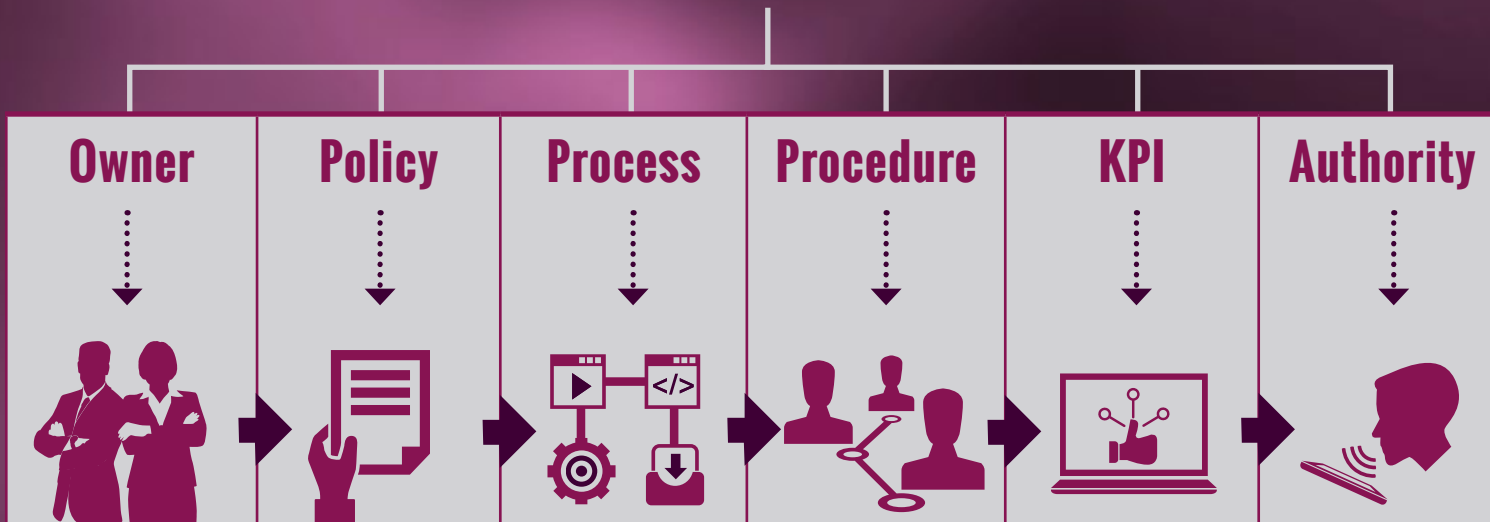 Owner
Policy
Process
Procedure
KPI
Authority
</>